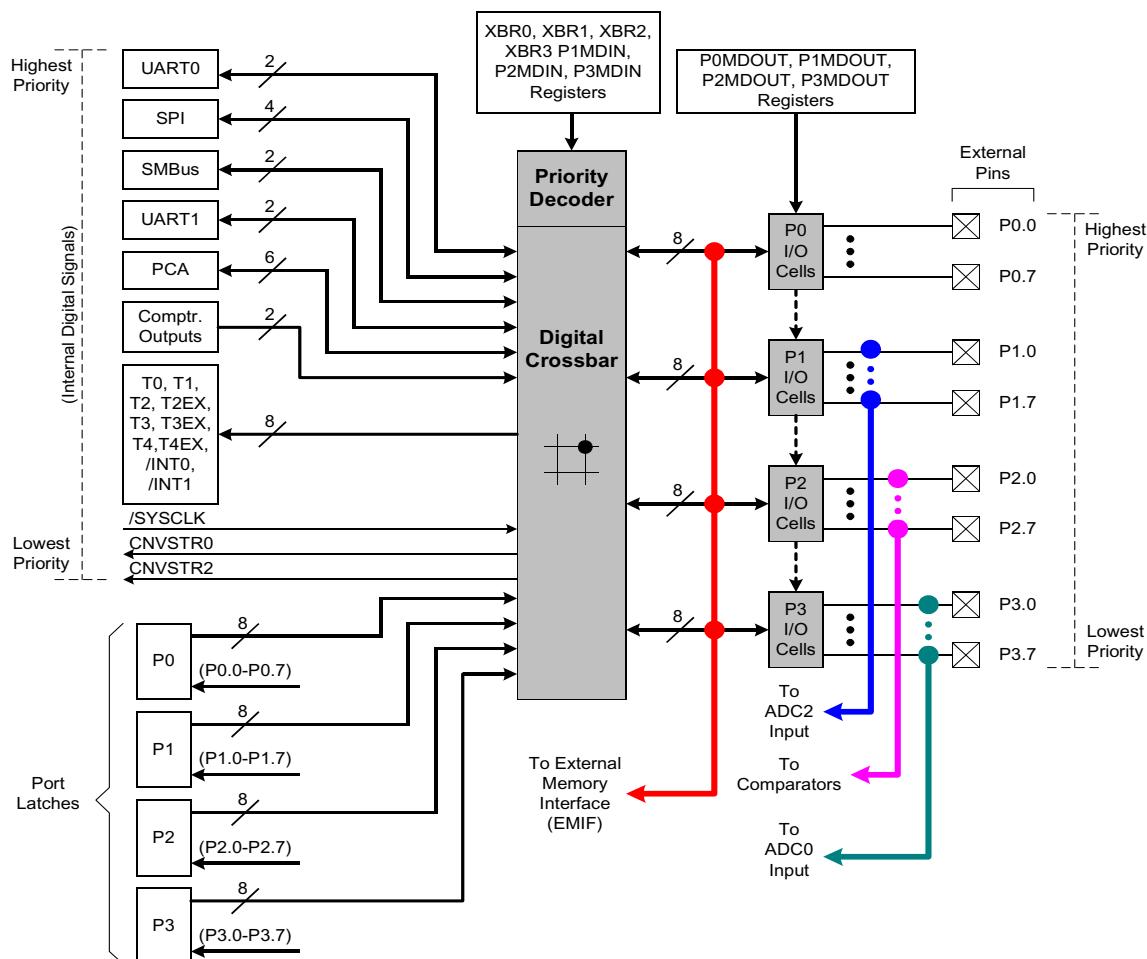 XBR0, XBR1, XBR2,
XBR3 P1MDIN,
P2MDIN, P3MDIN
Registers
P0MDOUT, P1MDOUT,
P2MDOUT, P3MDOUT
Registers
Highest
Priority
(Internal Digital Signals)
Lowest
Priority
UART0
2
SPI
4
SMBus
2
UART1
2
PCA
6
Comptr.
Outputs
2
T0, T1,
T2, T2EX,
T3, T3EX,
T4,T4EX,
/INT0,
/INT1
8
/SYSCLK
CNVSTR0
CNVSTR2
Priority
Decoder
Digital
Crossbar
8
8
8
8
P0
I/O
Cells
P1
I/O
Cells
P2
I/O
Cells
P3
I/O
Cells
External
Pins
P0.0
P0.7
P1.0
P1.7
P2.0
P2.7
P3.0
P3.7
Highest
Priority
Lowest
Priority
Port
Latches
P0
8
(P0.0-P0.7)
P1
8
(P1.0-P1.7)
P2
8
(P2.0-P2.7)
P3
8
(P3.0-P3.7)
To External
Memory
Interface
(EMIF)
To
ADC2
Input
To
Comparators
To
ADC0
Input